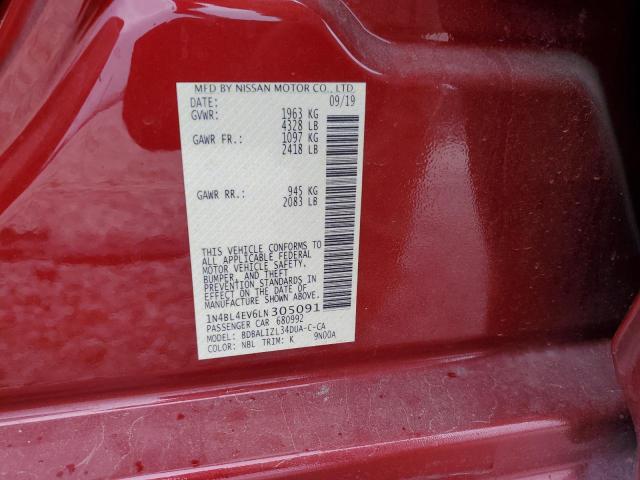 MFD BY NISSAN MOTOR CO., LTD.
DATE: 09/19
GVWR: 1963 KG
4328 LB
GAWR FR.: 1097 KG
2418 LB
GAWR RR.: 945 KG
2083 LB
THIS VEHICLE CONFORMS TO
ALL APPLICABLE FEDERAL
MOTOR VEHICLE SAFETY,
BUMPER, AND THEFT
PREVENTION STANDARDS IN
EFFECT ON THE DATE OF
MANUFACTURE SHOWN ABOVE.
1N4BL4EV6LN305091
PASSENGER CAR 680992
MODEL: BDBALIZL34DUA-C-CA
COLOR: NBL TRIM: K 9N00A